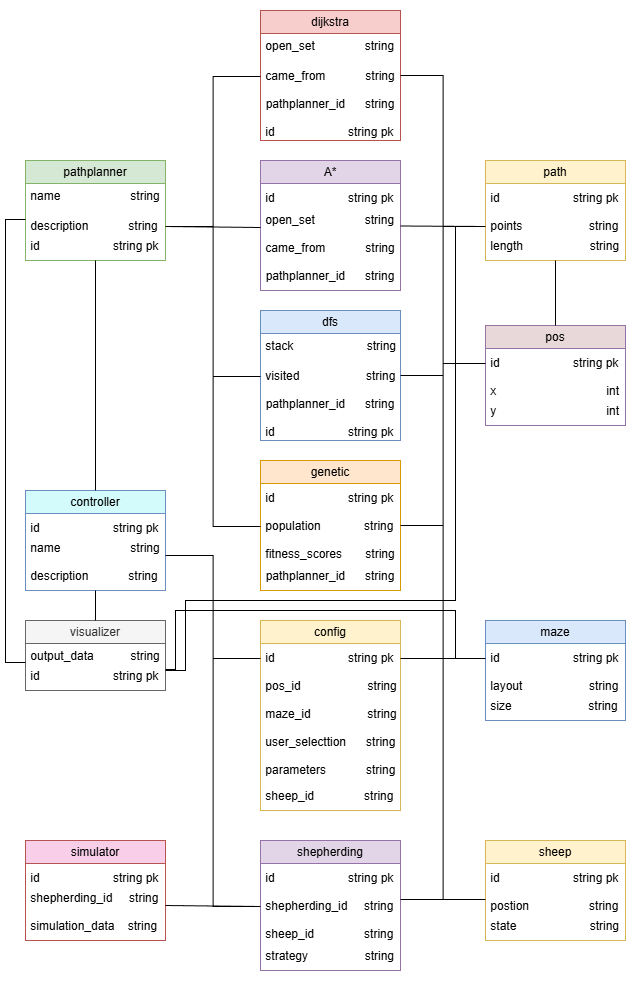 dijkstra
open_set string
came_from string
pathplanner_id string
id string pk
pathplanner
name string
description string
id string pk
A*
id string pk
open_set string
came_from string
pathplanner_id string
path
id string pk
points string
length string
dfs
stack string
visited string
pathplanner_id string
id string pk
pos
id string pk
x int
y int
genetic
id string pk
population string
fitness_scores string
pathplanner_id string
controller
id string pk
name string
description string
visualizer
output_data string
id string pk
config
id string pk
pos_id string
maze_id string
user_selecttion string
parameters string
sheep_id string
maze
id string pk
layout string
size string
simulator
id string pk
shepherding_id string
simulation_data string
shepherding
id string pk
shepherding_id string
sheep_id string
strategy string
sheep
id string pk
postion string
state string